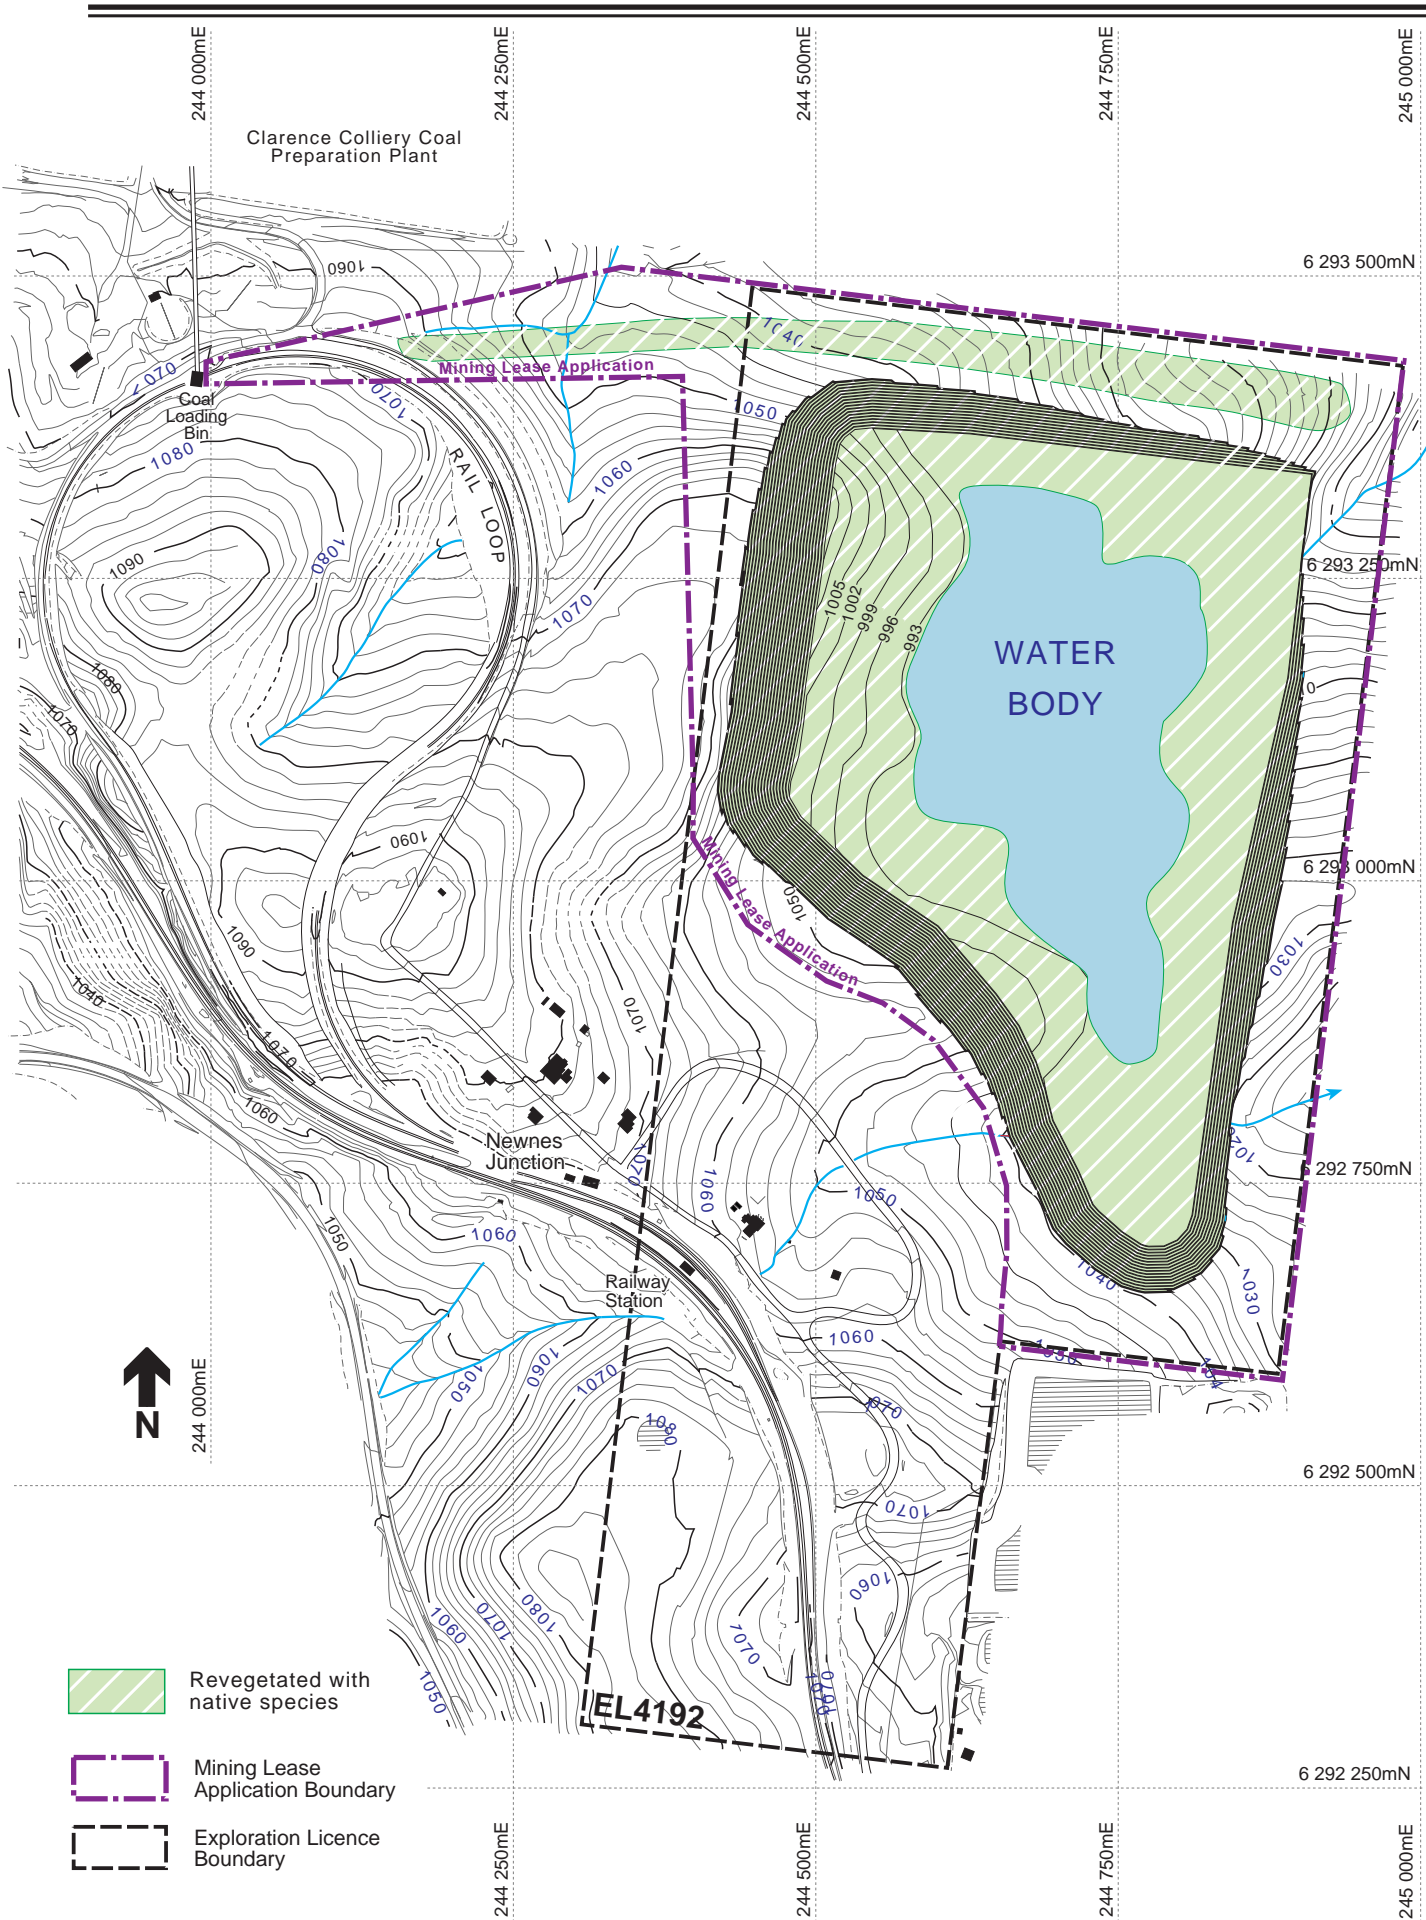 244 000mE
244 250mE
244 500mE
244 750mE
245 000mE
Clarence Colliery Coal
Preparation Plant
6 293 500mN
1060
1040
1070
Mining Lease Application
Coal
Loading
Bin
1070
1050
1080
RAIL LOOP
1060
1080
1090
6 293 250mN
1070
1005
1002
999
996
993
WATER
BODY
1080
1070
10
1090
Mining Lease Application
6 293 000mN
1050
1090
1030
1040
1070
1070
1060
Newnes
Junction
1070
1060
1050
6 292 750mN
1050
1060
1040
1030
Railway
Station
1060
1050
1060
1070
1070
1080
N
244 000mE
6 292 500mN
1070
1060
1060
1070
1080
1070
1050
1070
1070
EL4192
Revegetated with
native species
Mining Lease
Application Boundary
6 292 250mN
Exploration Licence
Boundary
244 250mE
244 500mE
244 750mE
245 000mE